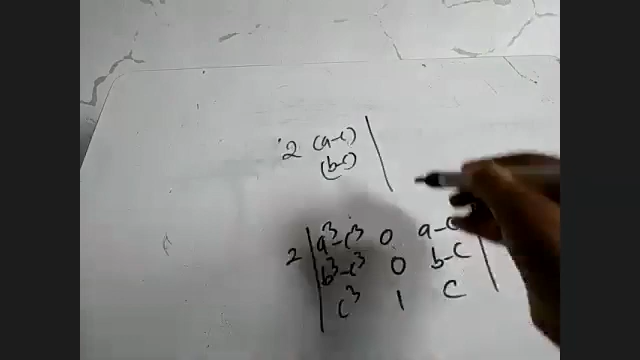 2 (a-c) |
(b-c)
2 | a³-c³ 0 a-c |
b³-c³ 0 b-c
c³ 1 c